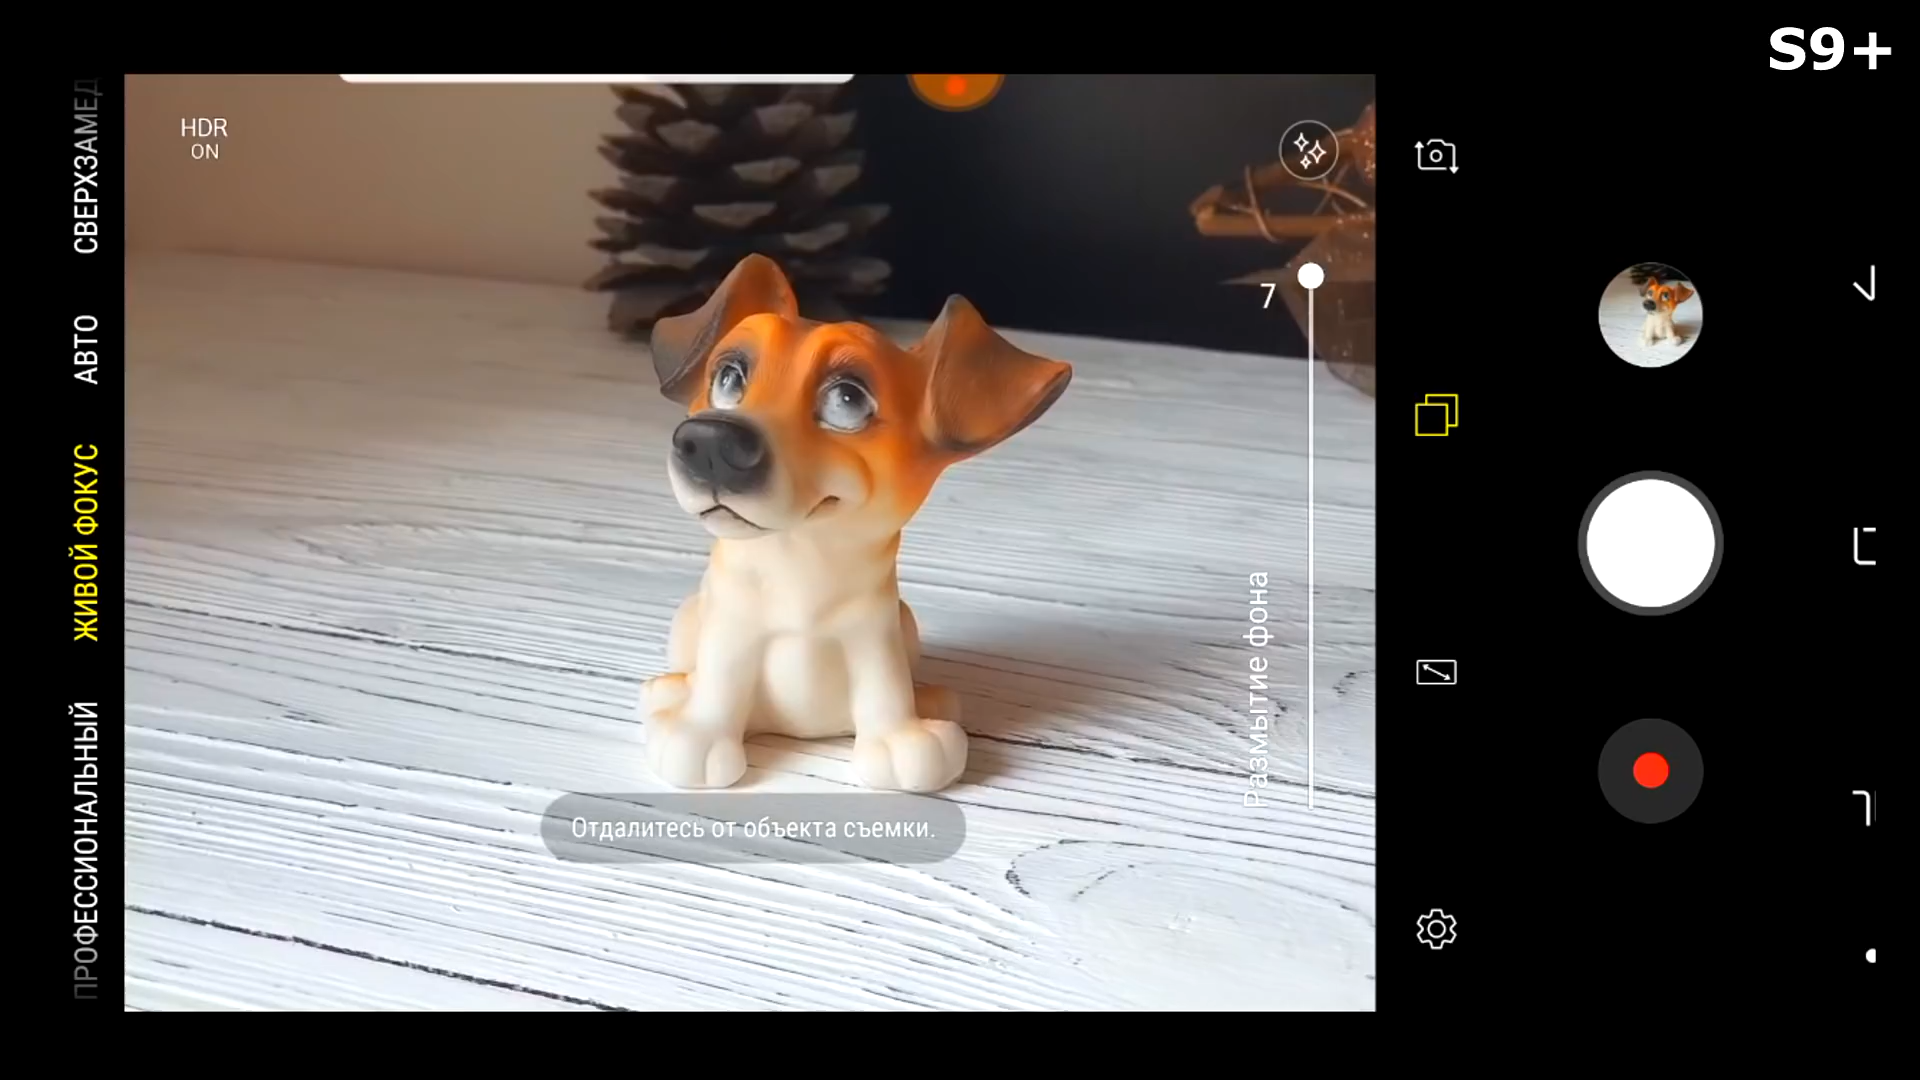 S9+
HDR
ON
СВЕРХЗАМЕД
АВТО
ЖИВОЙ ФОКУС
ПРОФЕССИОНАЛЬНЫЙ
7
Размытие фона
Отдалитесь от объекта съемки.